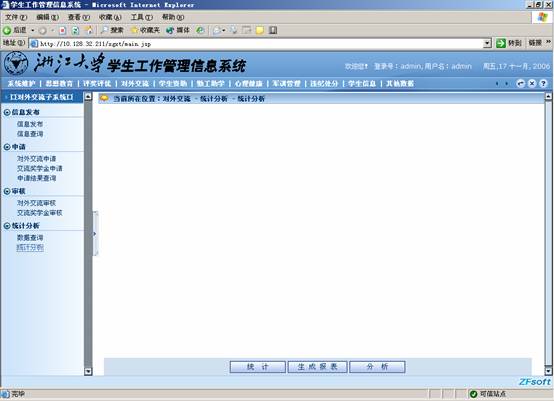 学生工作管理信息系统 - Microsoft Internet Explorer
文件(F) 编辑(E) 查看(V) 收藏(A) 工具(T) 帮助(H)
后退 搜索 收藏夹 媒体
地址(D) http://10.128.32.211/xgxt/main.jsp 转到 链接 »
浙江大学 学生工作管理信息系统 欢迎您! 登录号:admin,用户名:admin 周五,17 十一月, 2006
系统维护 | 思想教育 | 评奖评优 | 对外交流 | 学生资助 | 勤工助学 | 心理健康 | 军训管理 | 违纪处分 | 学生信息 | 其他数据
对外交流子系统
当前所在位置:对外交流 - 统计分析 - 统计分析
信息发布
信息发布
信息查询
申请
对外交流申请
交流奖学金申请
申请结果查询
审核
对外交流审核
交流奖学金审核
统计分析
数据查询
统计分析
统 计 生成报表 分 析
ZFsoft
完毕 可信站点